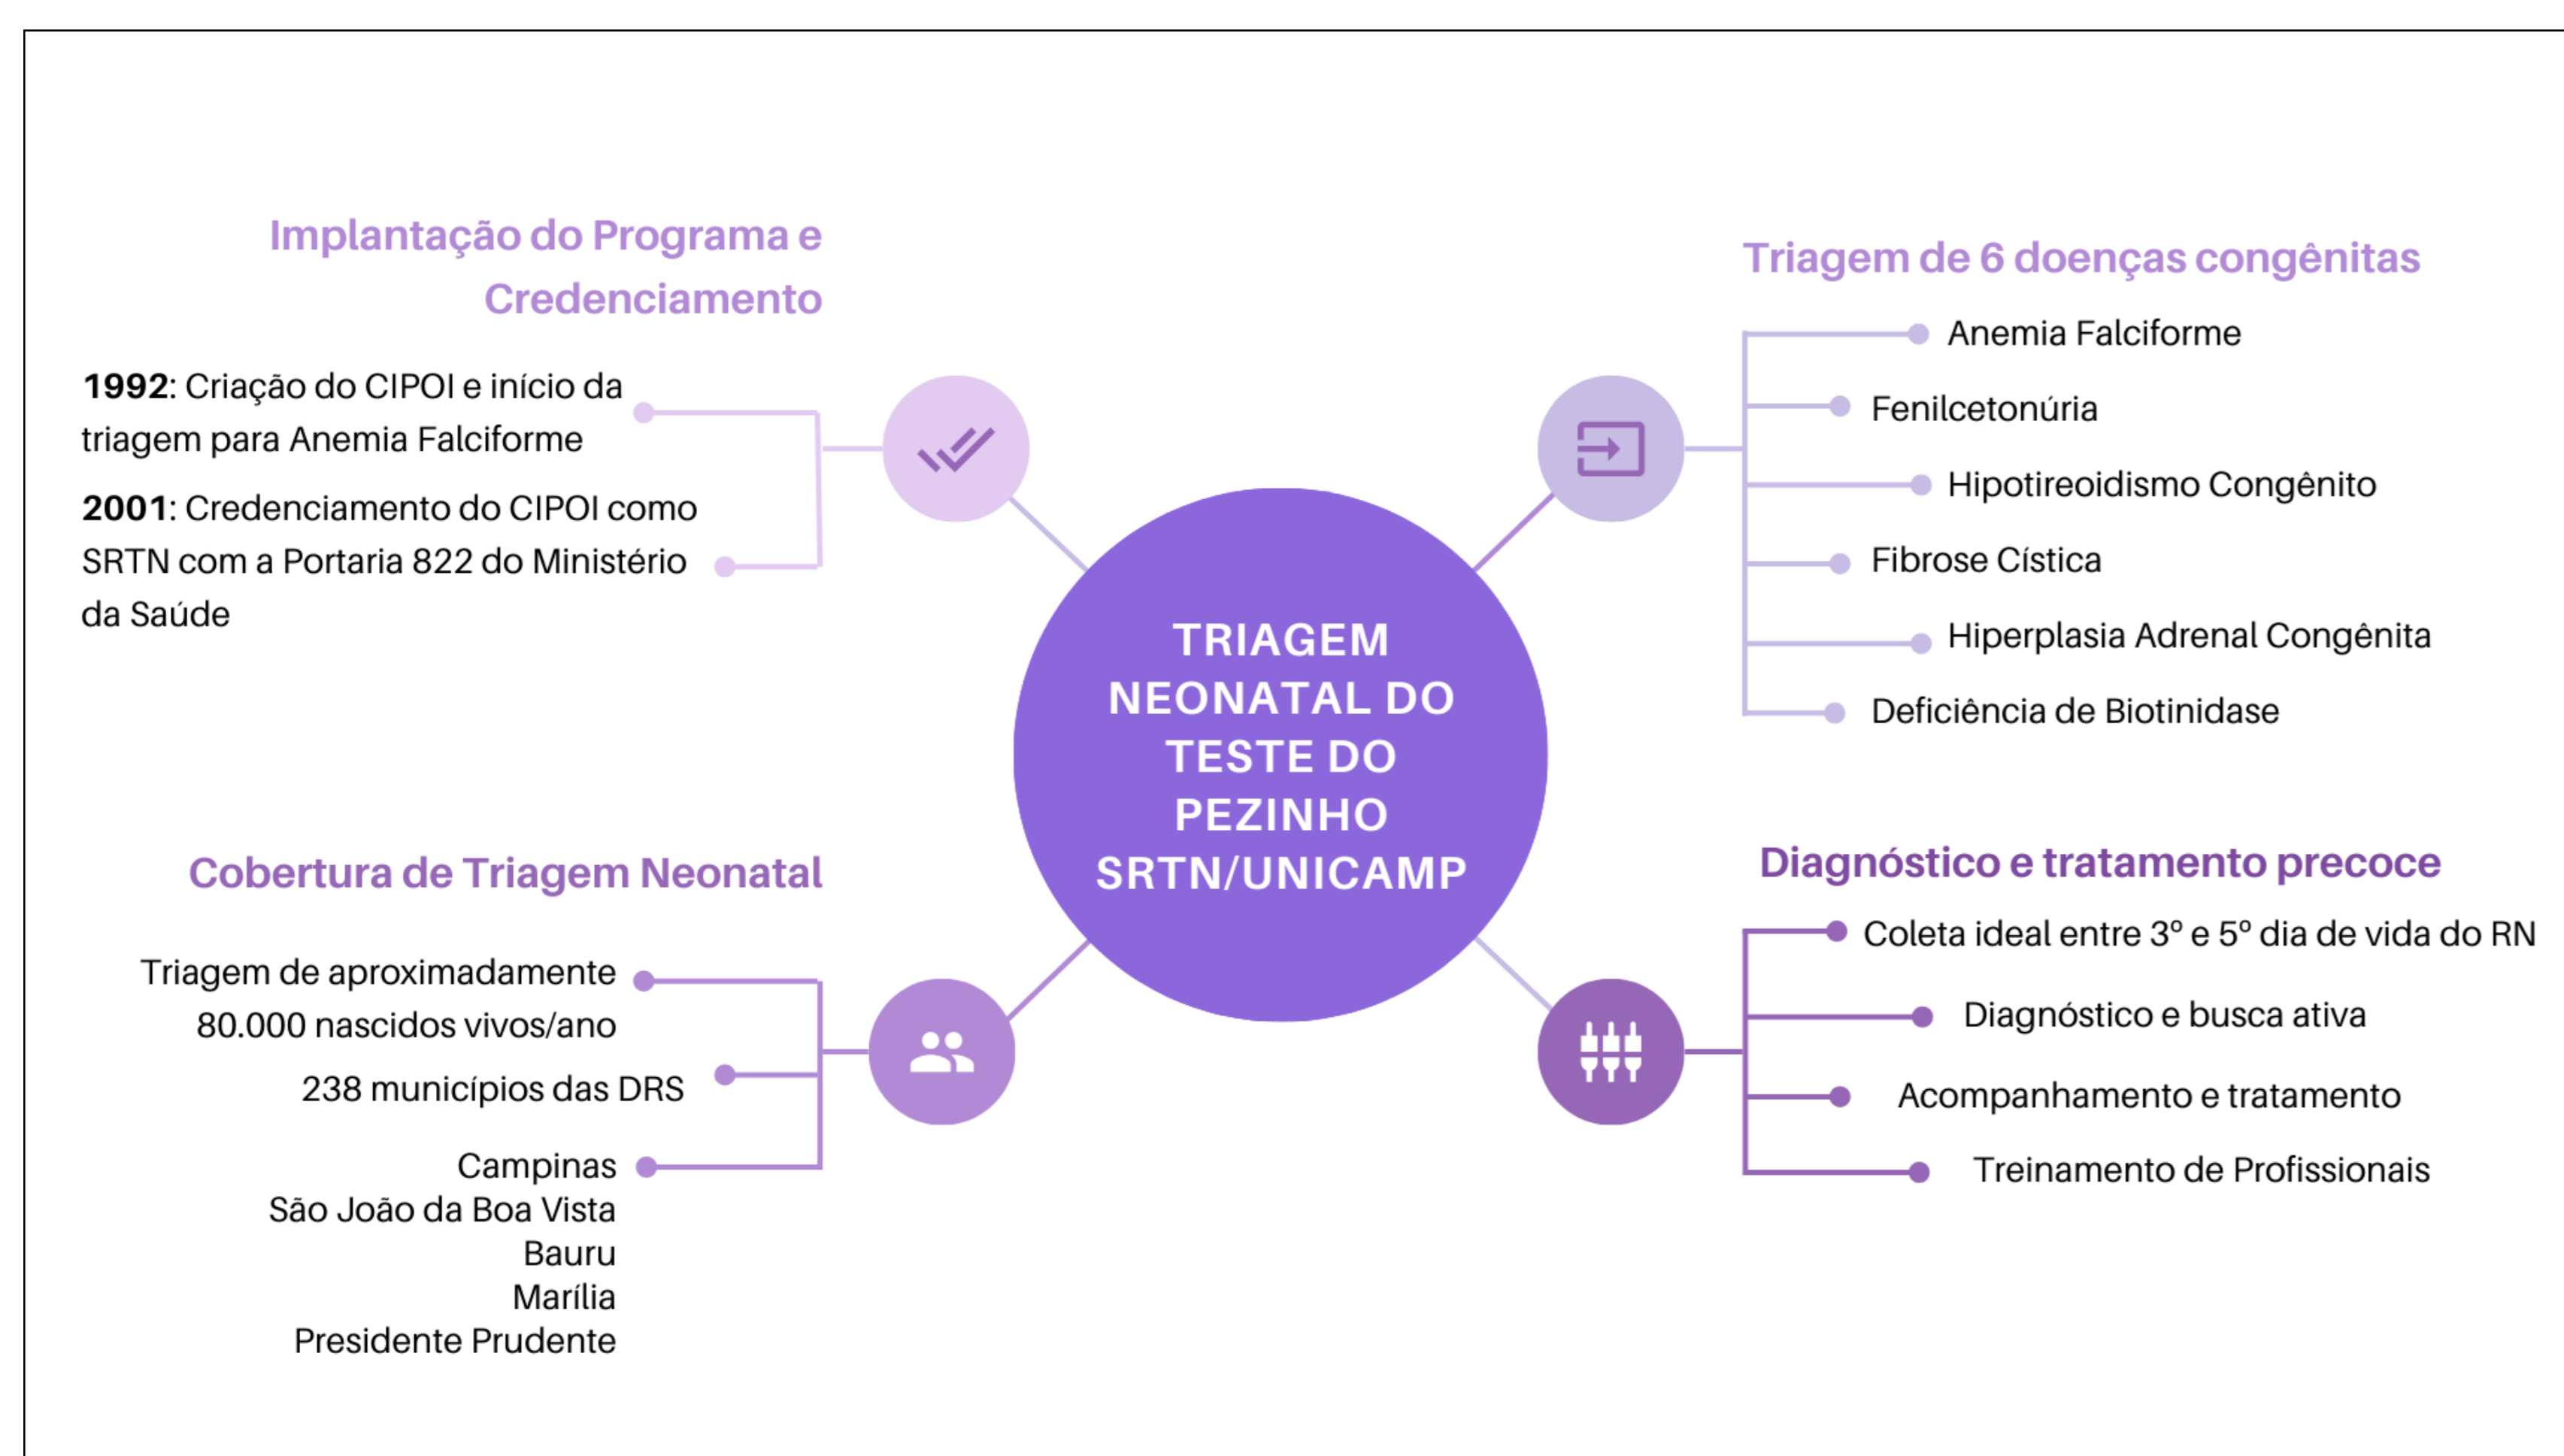 Implantação do Programa e
Credenciamento
1992: Criação do CIPOI e início da
triagem para Anemia Falciforme
2001: Credenciamento do CIPOI como
SRTN com a Portaria 822 do Ministério
da Saúde
Triagem de 6 doenças congênitas
Anemia Falciforme
Fenilcetonúria
Hipotireoidismo Congênito
Fibrose Cística
Hiperplasia Adrenal Congênita
Deficiência de Biotinidase
TRIAGEM
NEONATAL DO
TESTE DO
PEZINHO
SRTN/UNICAMP
Cobertura de Triagem Neonatal
Triagem de aproximadamente
80.000 nascidos vivos/ano
238 municípios das DRS
Campinas
São João da Boa Vista
Bauru
Marília
Presidente Prudente
Diagnóstico e tratamento precoce
Coleta ideal entre 3º e 5º dia de vida do RN
Diagnóstico e busca ativa
Acompanhamento e tratamento
Treinamento de Profissionais